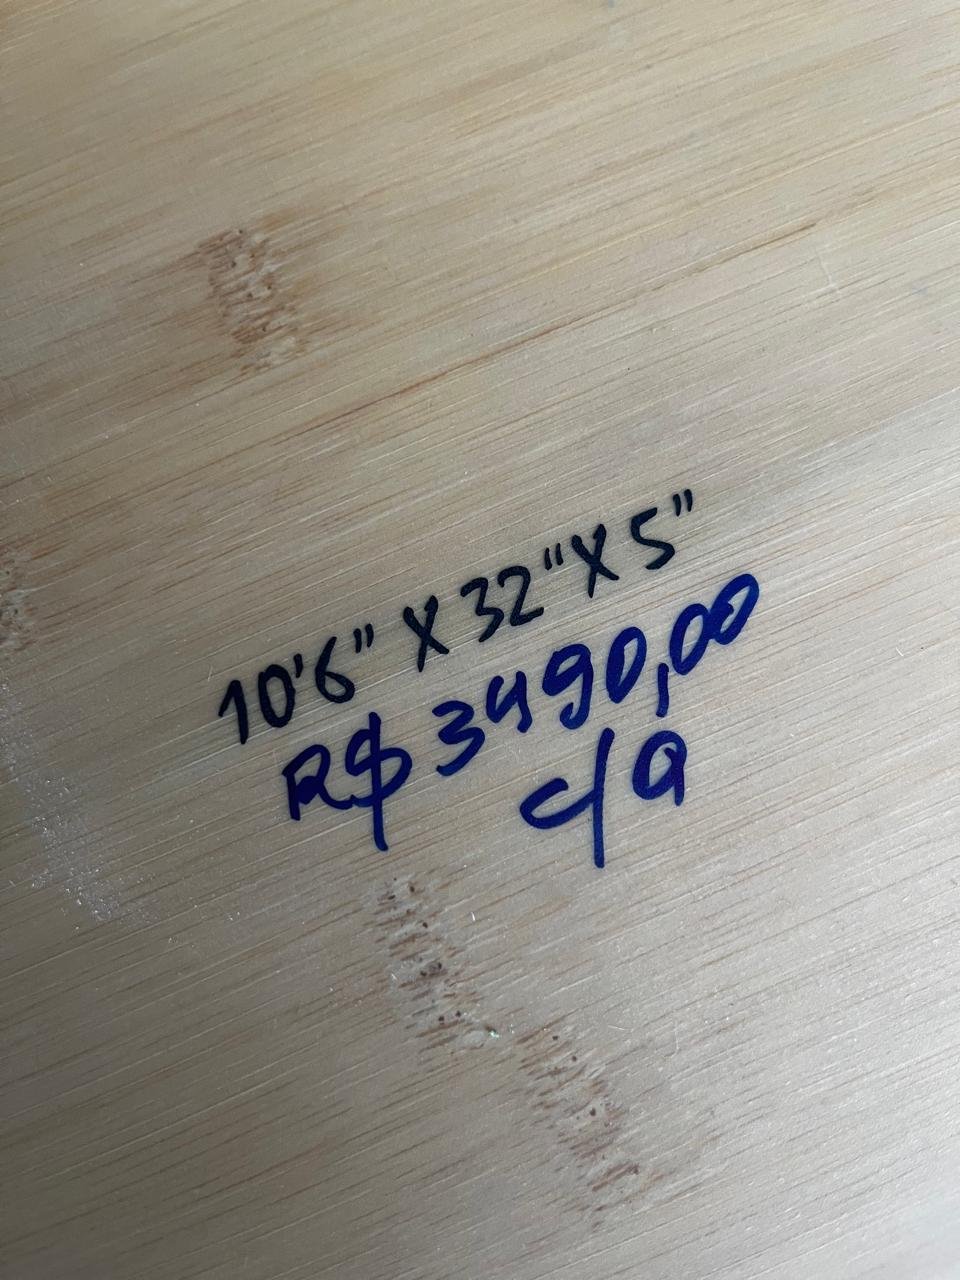 10'6" X 32" X 5"
R$ 3490,00
c/a